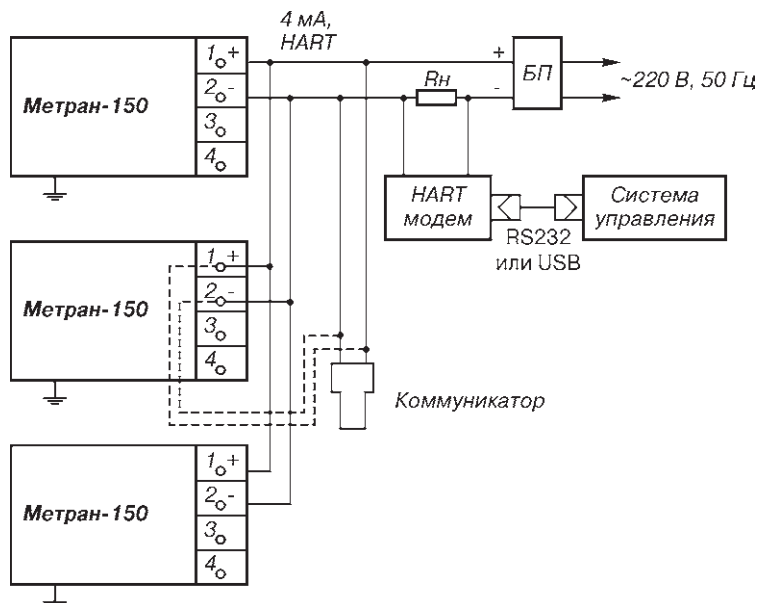 4 мА,
HART
Метран-150
1 +
2 -
3
4
+
-
Rн
БП
~220 В, 50 Гц
HART
модем
RS232
или USB
Система
управления
Метран-150
1 +
2 -
3
4
Коммуникатор
Метран-150
1 +
2 -
3
4